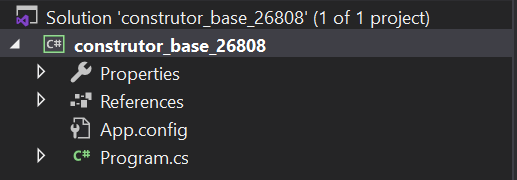 Solution 'construtor_base_26808' (1 of 1 project)
C# construtor_base_26808
Properties
References
App.config
C# Program.cs